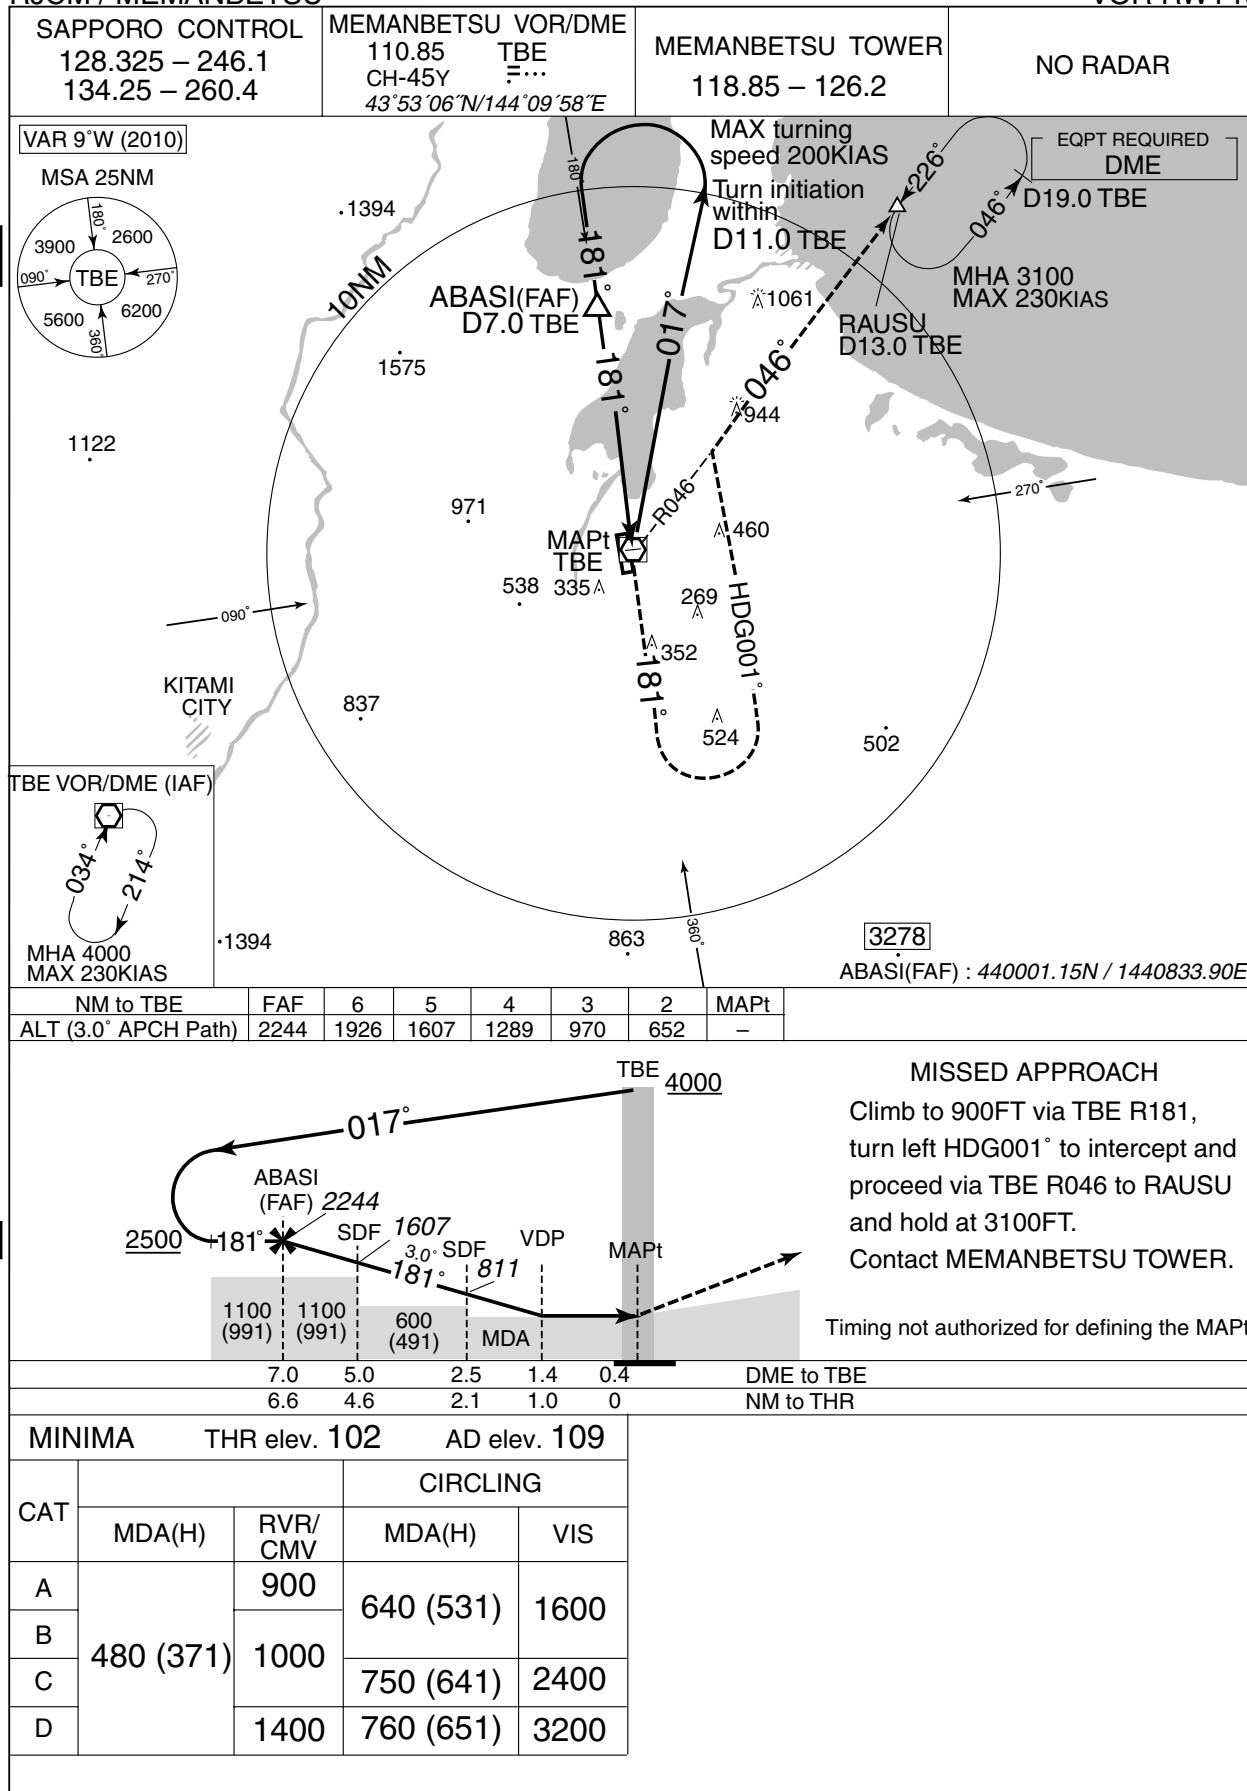 RJCM / MEMANBETSU
SAPPORO CONTROL
128.325 – 246.1
134.25 – 260.4
MEMANBETSU VOR/DME
110.85 TBE
CH-45Y
43˚53´06˝N/144˚09´58˝E
MEMANBETSU TOWER
118.85 – 126.2
NO RADAR
VAR 9˚W (2010)
MSA 25NM
180˚
3900
2600
090˚
TBE
270˚
5600
6200
360˚
1394
10NM
180˚
181˚
ABASI(FAF)
D7.0 TBE
181˚
017˚
MAX turning
speed 200KIAS
Turn initiation
within
D11.0 TBE
226˚
046˚
EQPT REQUIRED
DME
D19.0 TBE
MHA 3100
MAX 230KIAS
RAUSU
D13.0 TBE
1061
046˚
944
1575
1122
971
R046
270˚
MAPt
TBE
460
538
335
269
HDG001˚
090˚
352
181˚
KITAMI
CITY
837
524
502
TBE VOR/DME (IAF)
034˚
214˚
MHA 4000
MAX 230KIAS
1394
863
360˚
3278
ABASI(FAF) : 440001.15N / 1440833.90E
NM to TBE FAF 6 5 4 3 2 MAPt
ALT (3.0˚ APCH Path) 2244 1926 1607 1289 970 652 –
TBE
4000
017˚
ABASI
(FAF) 2244
2500
181˚
SDF 1607
3.0˚
181˚
SDF
811
VDP
MAPt
1100
(991)
1100
(991)
600
(491)
MDA
MISSED APPROACH
Climb to 900FT via TBE R181,
turn left HDG001˚ to intercept and
proceed via TBE R046 to RAUSU
and hold at 3100FT.
Contact MEMANBETSU TOWER.
Timing not authorized for defining the MAPt
7.0 5.0 2.5 1.4 0.4 DME to TBE
6.6 4.6 2.1 1.0 0 NM to THR
MINIMA THR elev. 102 AD elev. 109
CAT
CIRCLING
MDA(H) RVR/CMV MDA(H) VIS
A 900
640 (531) 1600
B
480 (371) 1000
C 750 (641) 2400
D 1400 760 (651) 3200